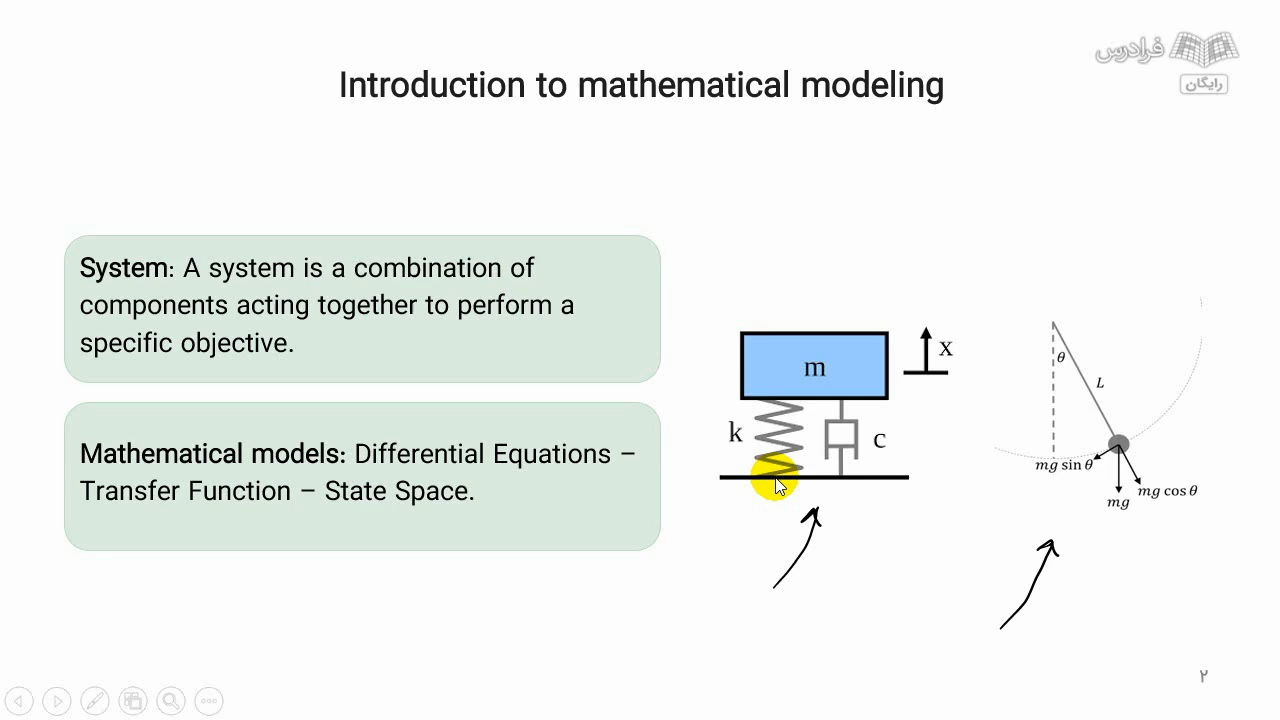 فرادرس
رایگان
Introduction to mathematical modeling
System: A system is a combination of
components acting together to perform a
specific objective.
Mathematical models: Differential Equations –
Transfer Function – State Space.
m
x
k
c
θ
L
mg sin θ
mg cos θ
mg
۲